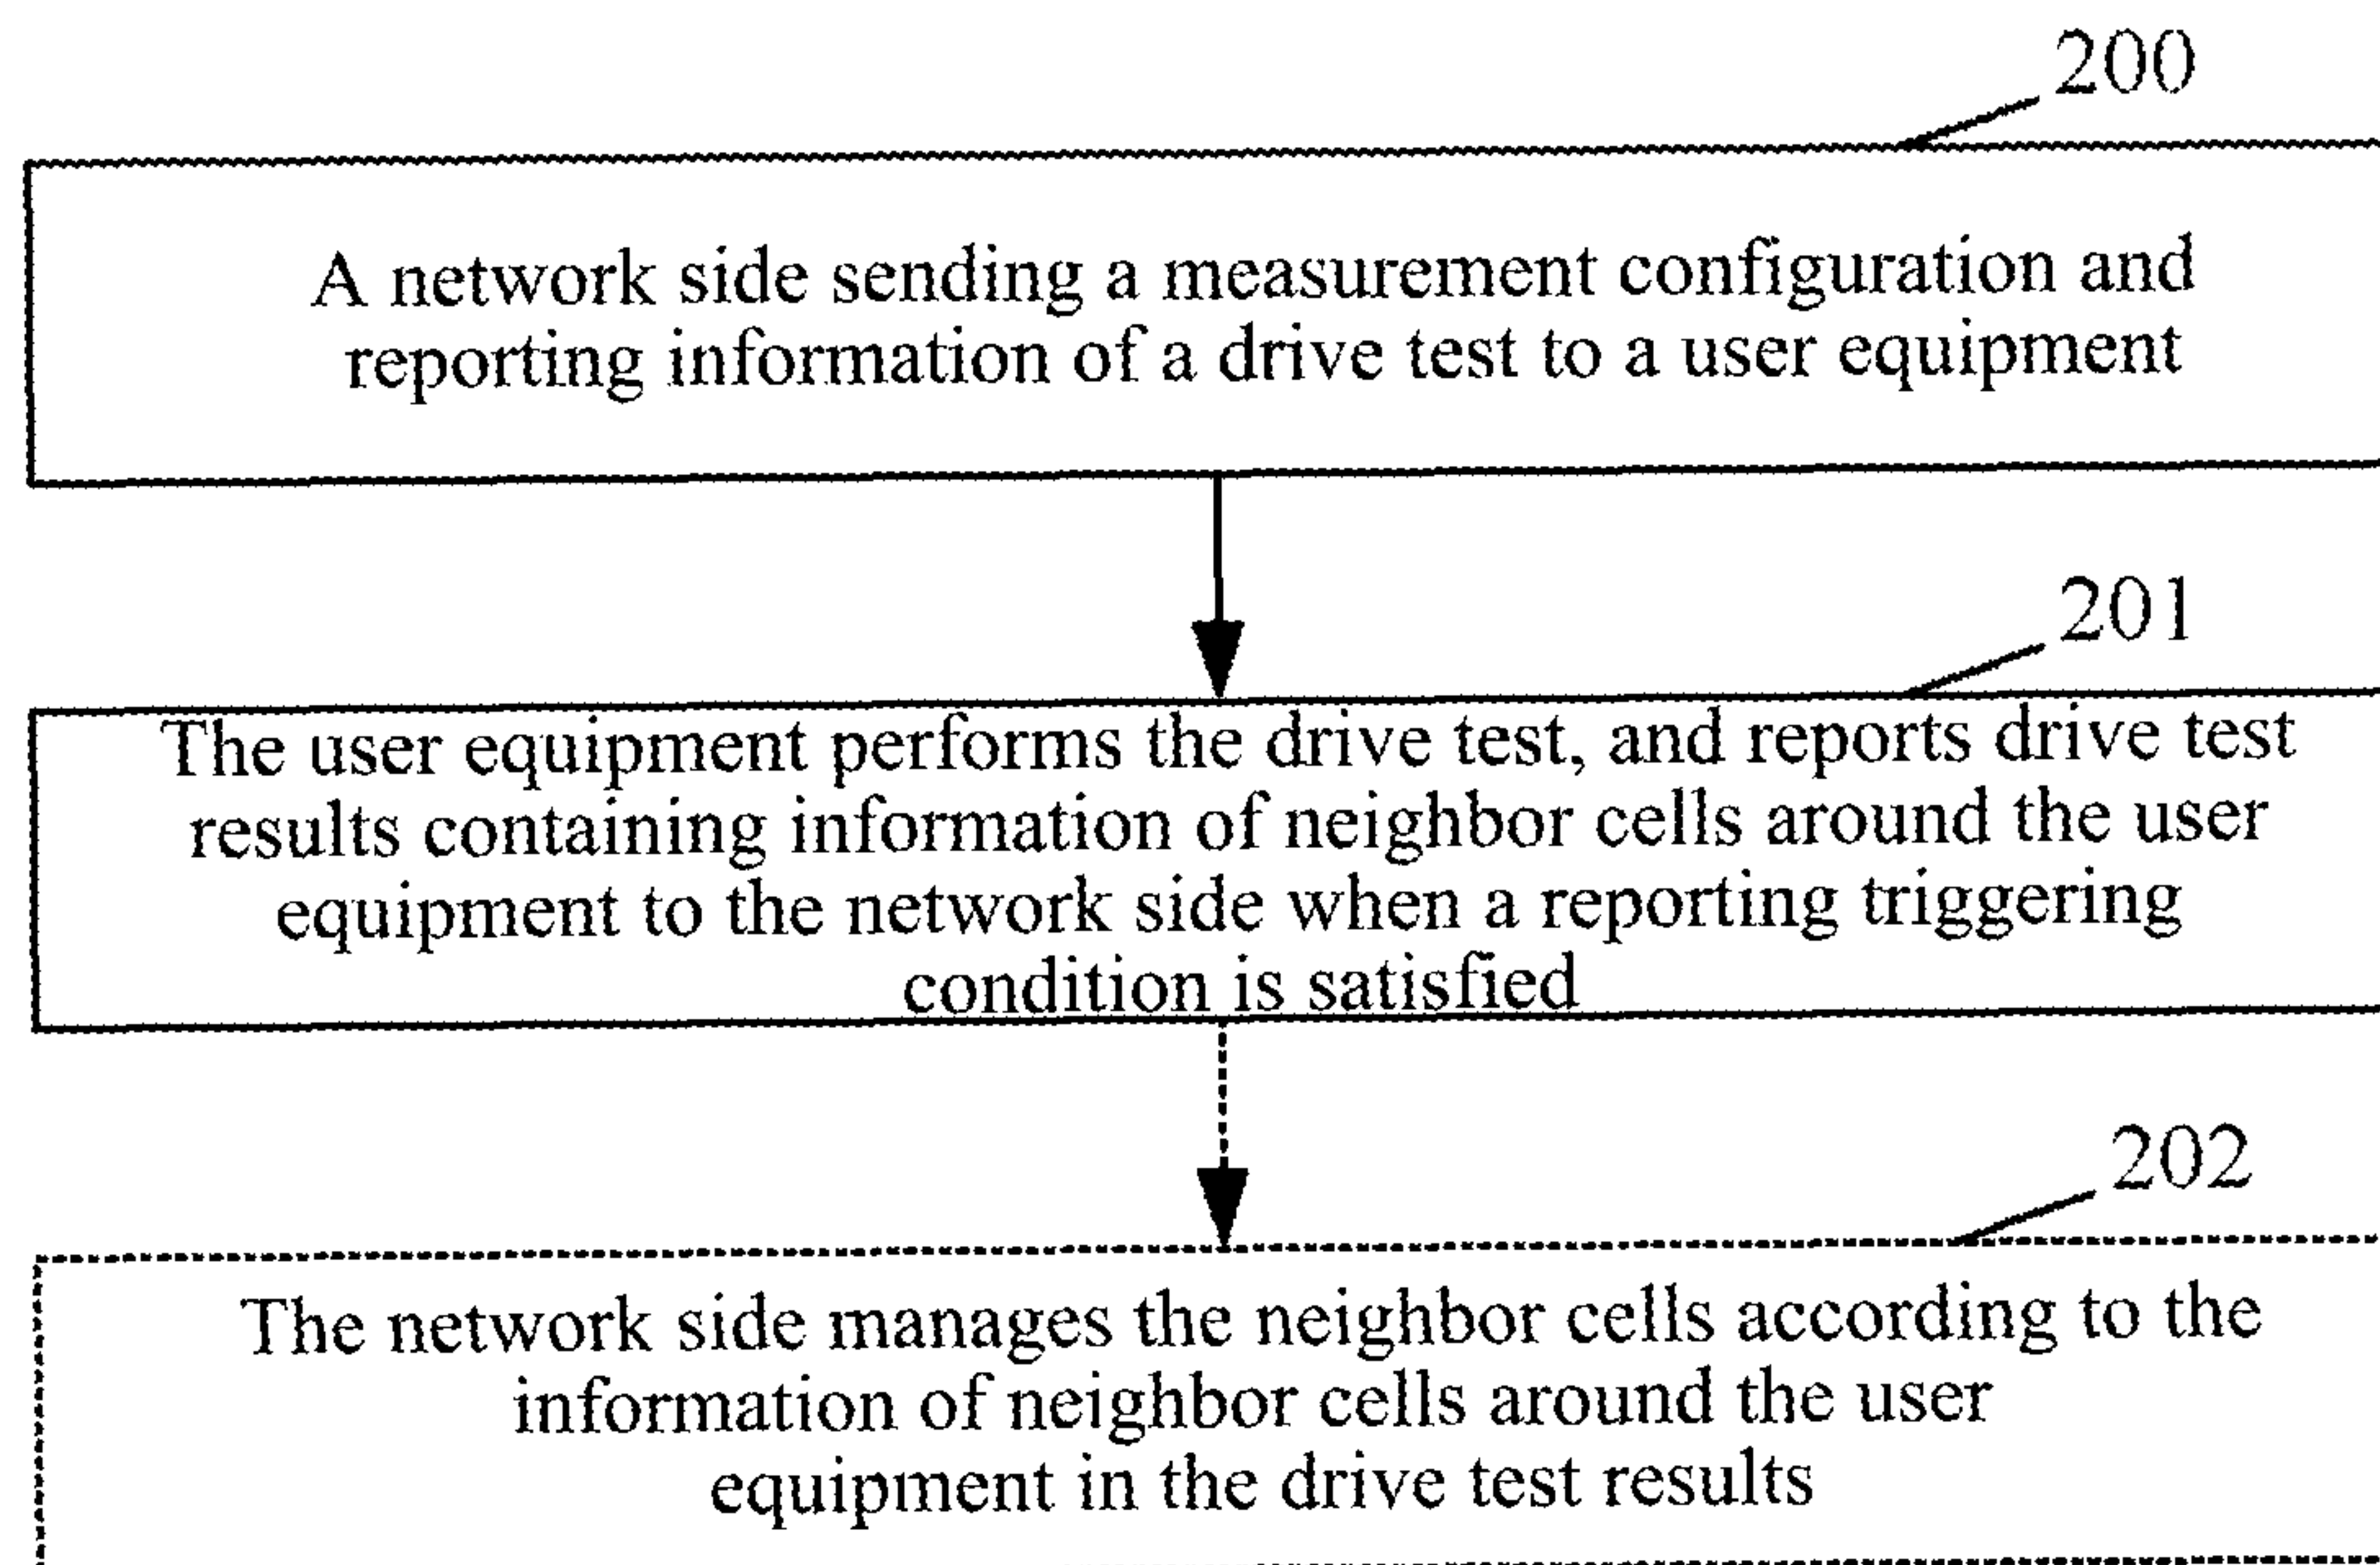 200
A network side sending a measurement configuration and
reporting information of a drive test to a user equipment
201
The user equipment performs the drive test, and reports drive test
results containing information of neighbor cells around the user
equipment to the network side when a reporting triggering
condition is satisfied
202
The network side manages the neighbor cells according to the
information of neighbor cells around the user
equipment in the drive test results